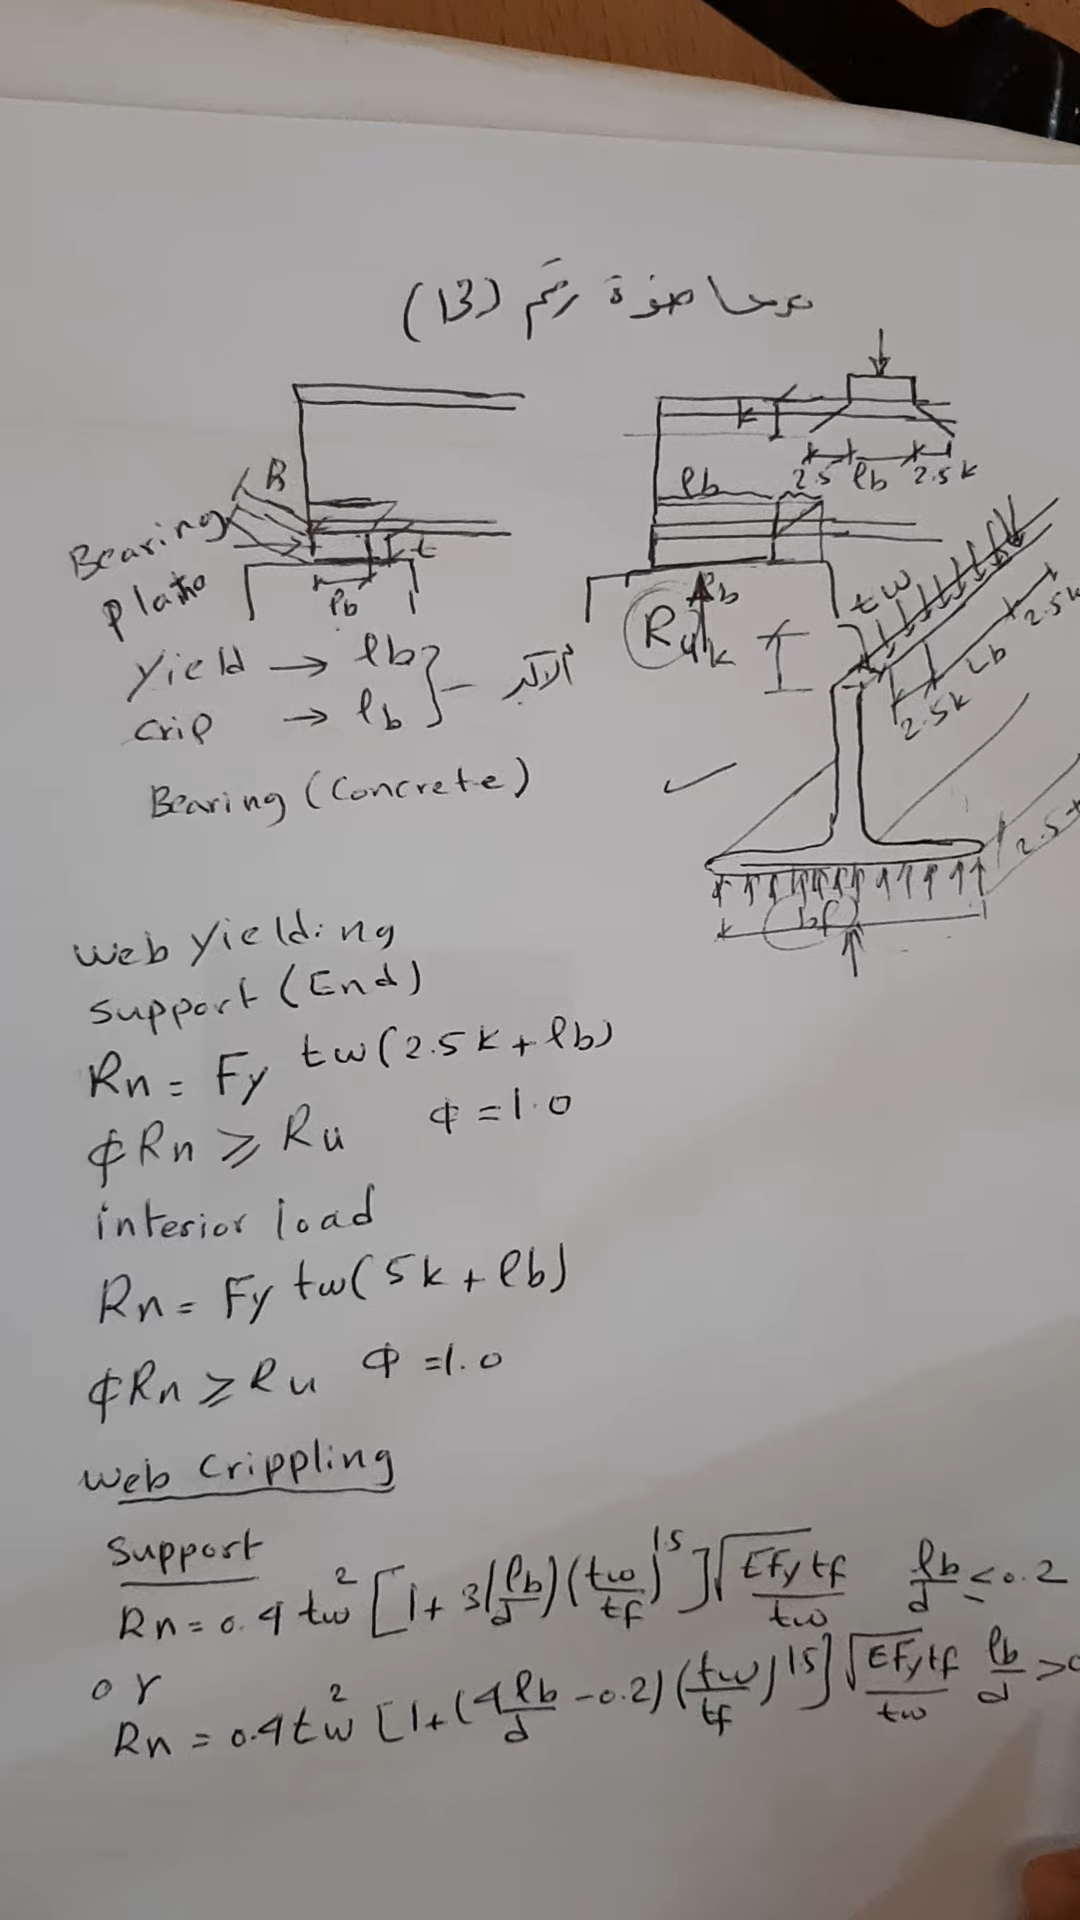 محاضرة رقم (13)
B
Bearing
plate
t
lb
k
2.5 lb 2.5k
lb
Ru
k
tw
2.5k Lb 2.5k
bf
Yield → lb
crip → lb
الاكبر
Bearing (Concrete)
Web Yielding
Support (End)
Rn = Fy tw (2.5k + lb)
ϕRn ≥ Ru ϕ = 1.0
interior load
Rn = Fy tw (5k + lb)
ϕRn ≥ Ru ϕ = 1.0
Web Crippling
Support
Rn = 0.4 tw² [1 + 3(lb/d)(tw/tf)^1.5] √EFy tf/tw lb/d ≤ 0.2
or
Rn = 0.4 tw² [1 + (4lb/d - 0.2)(tw/tf)^1.5] √EFy tf/tw lb/d >